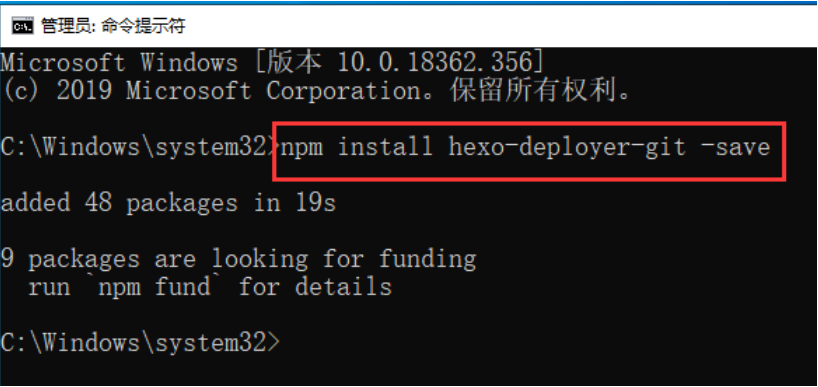 管理员: 命令提示符
Microsoft Windows [版本 10.0.18362.356]
(c) 2019 Microsoft Corporation。保留所有权利。
C:\Windows\system32>npm install hexo-deployer-git -save
added 48 packages in 19s
9 packages are looking for funding
run `npm fund` for details
C:\Windows\system32>